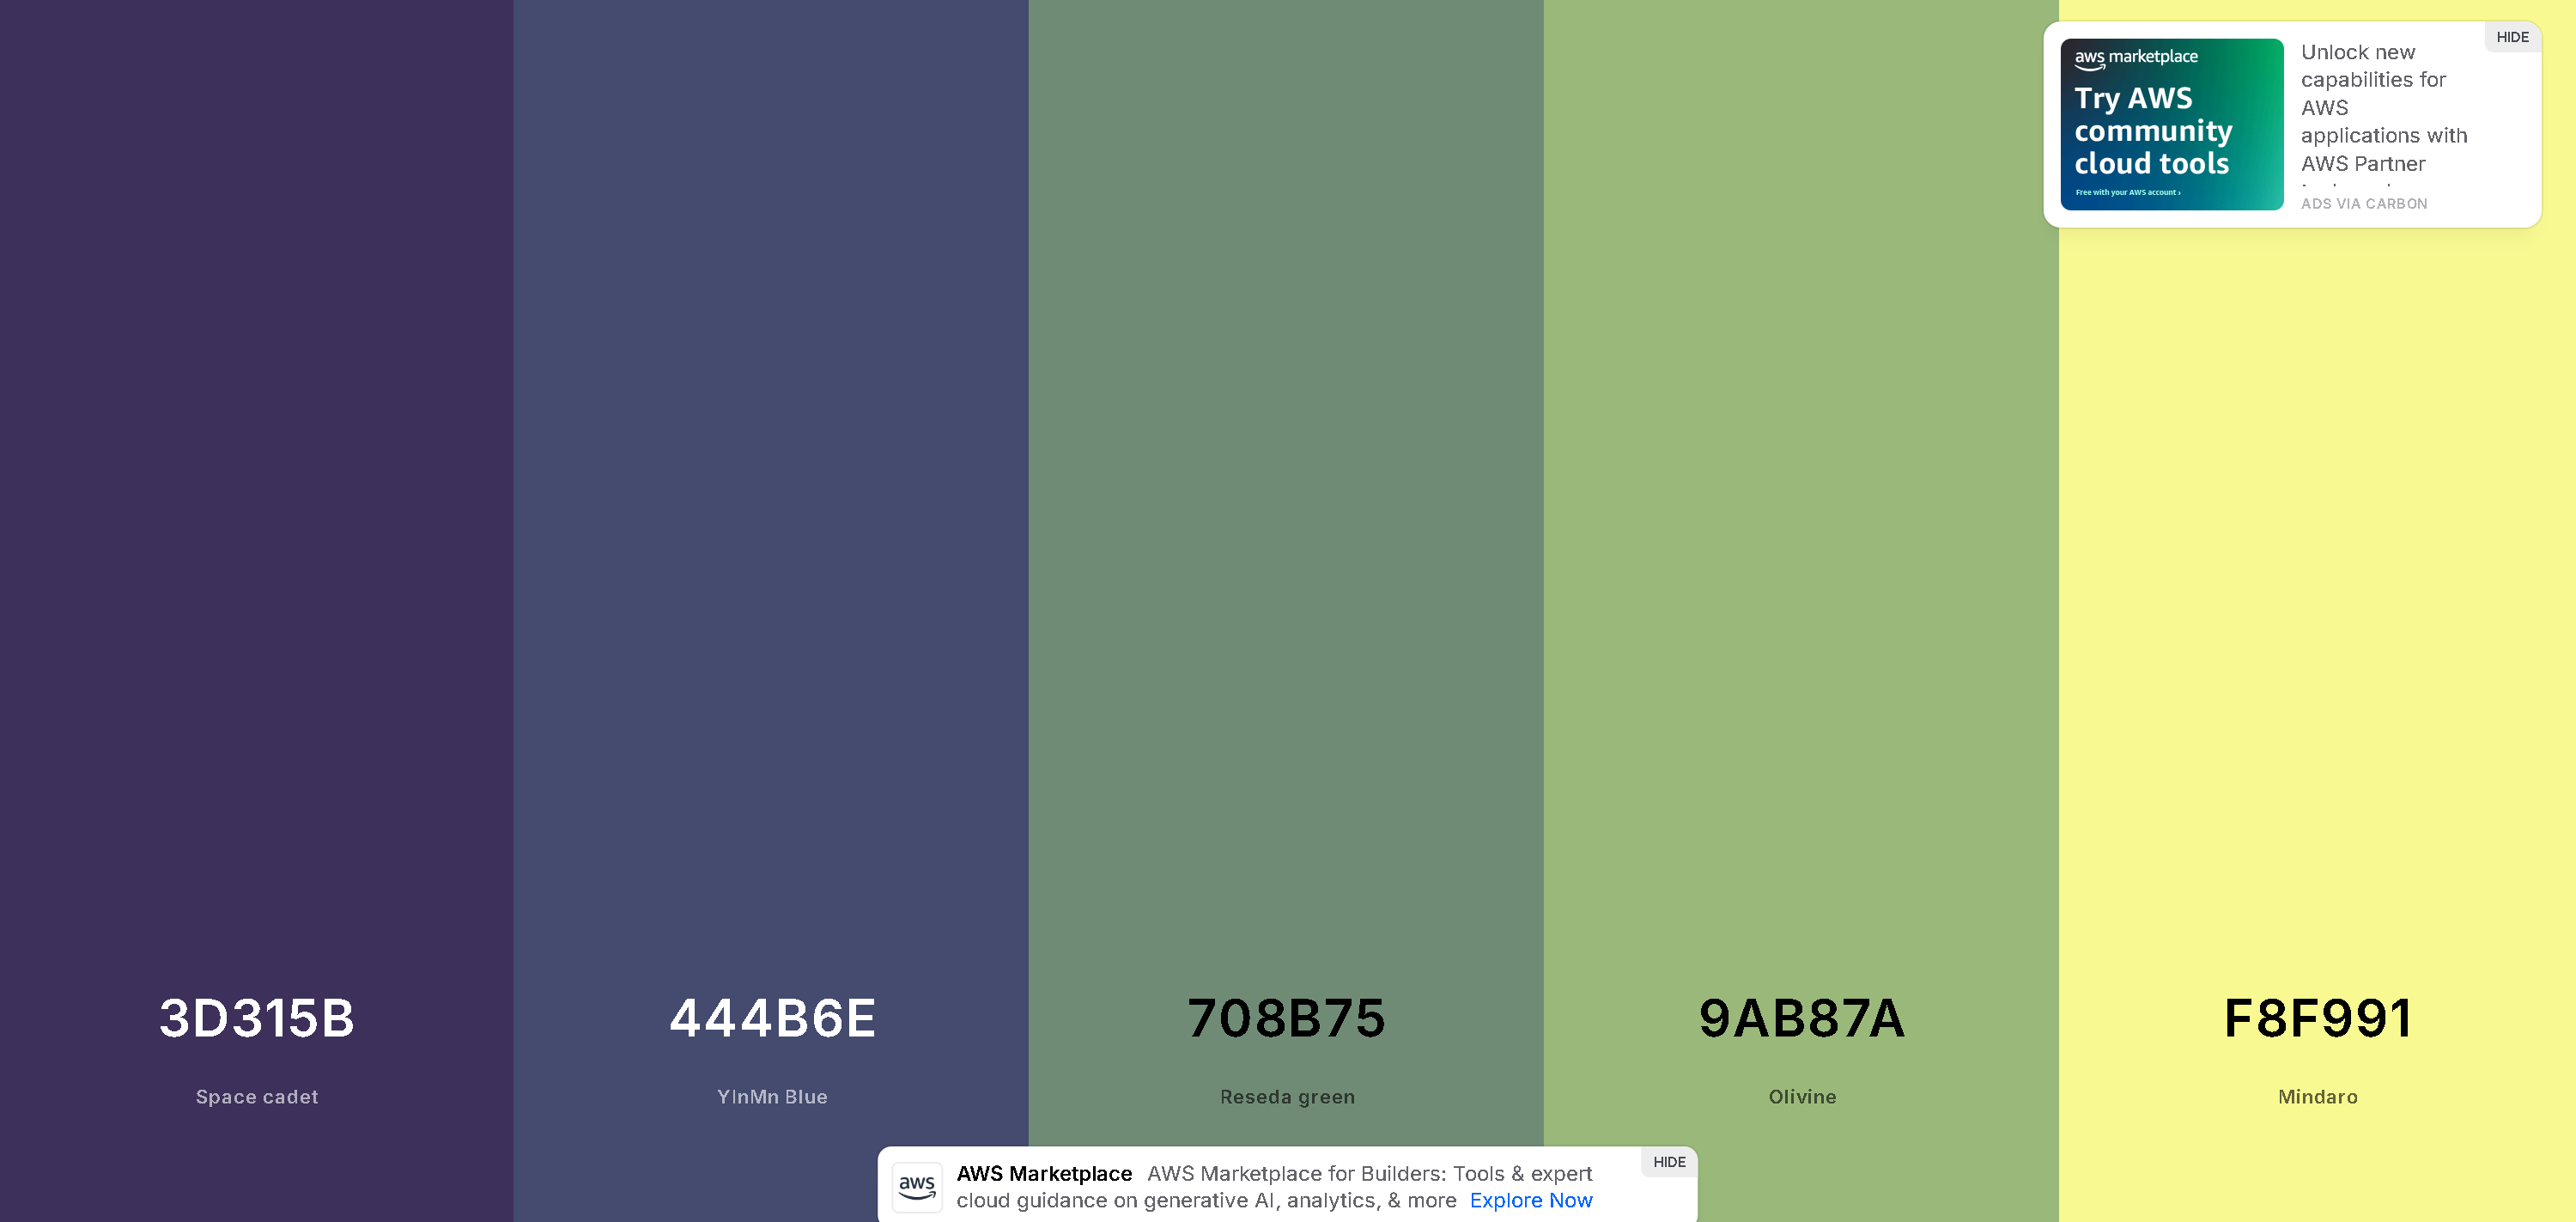 HIDE
aws marketplace
Try AWS
community
cloud tools
Free with your AWS account ›
Unlock new
capabilities for
AWS
applications with
AWS Partner
ADS VIA CARBON
3D315B
444B6E
708B75
9AB87A
F8F991
Space cadet
YInMn Blue
Reseda green
Olivine
Mindaro
HIDE
aws
AWS Marketplace AWS Marketplace for Builders: Tools & expert
cloud guidance on generative AI, analytics, & more Explore Now